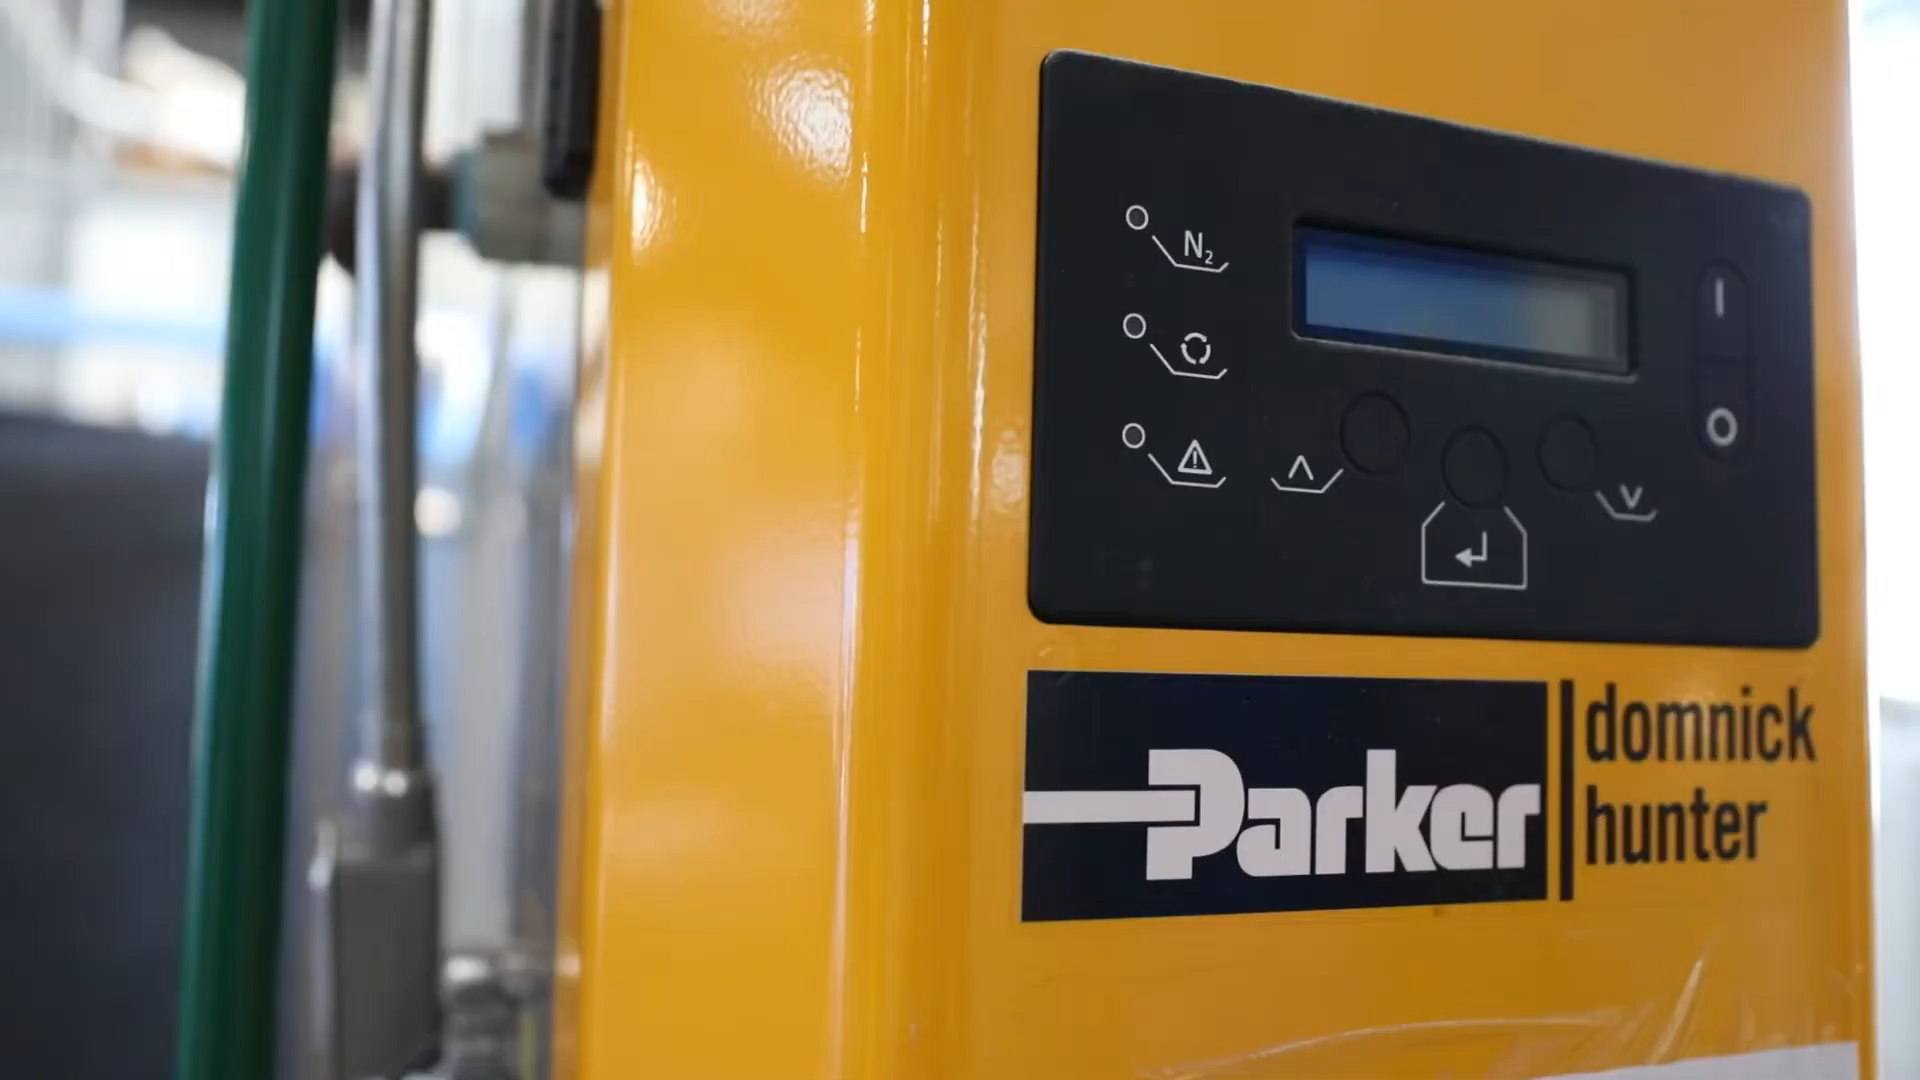 N₂
I
O
Parker
domnick
hunter